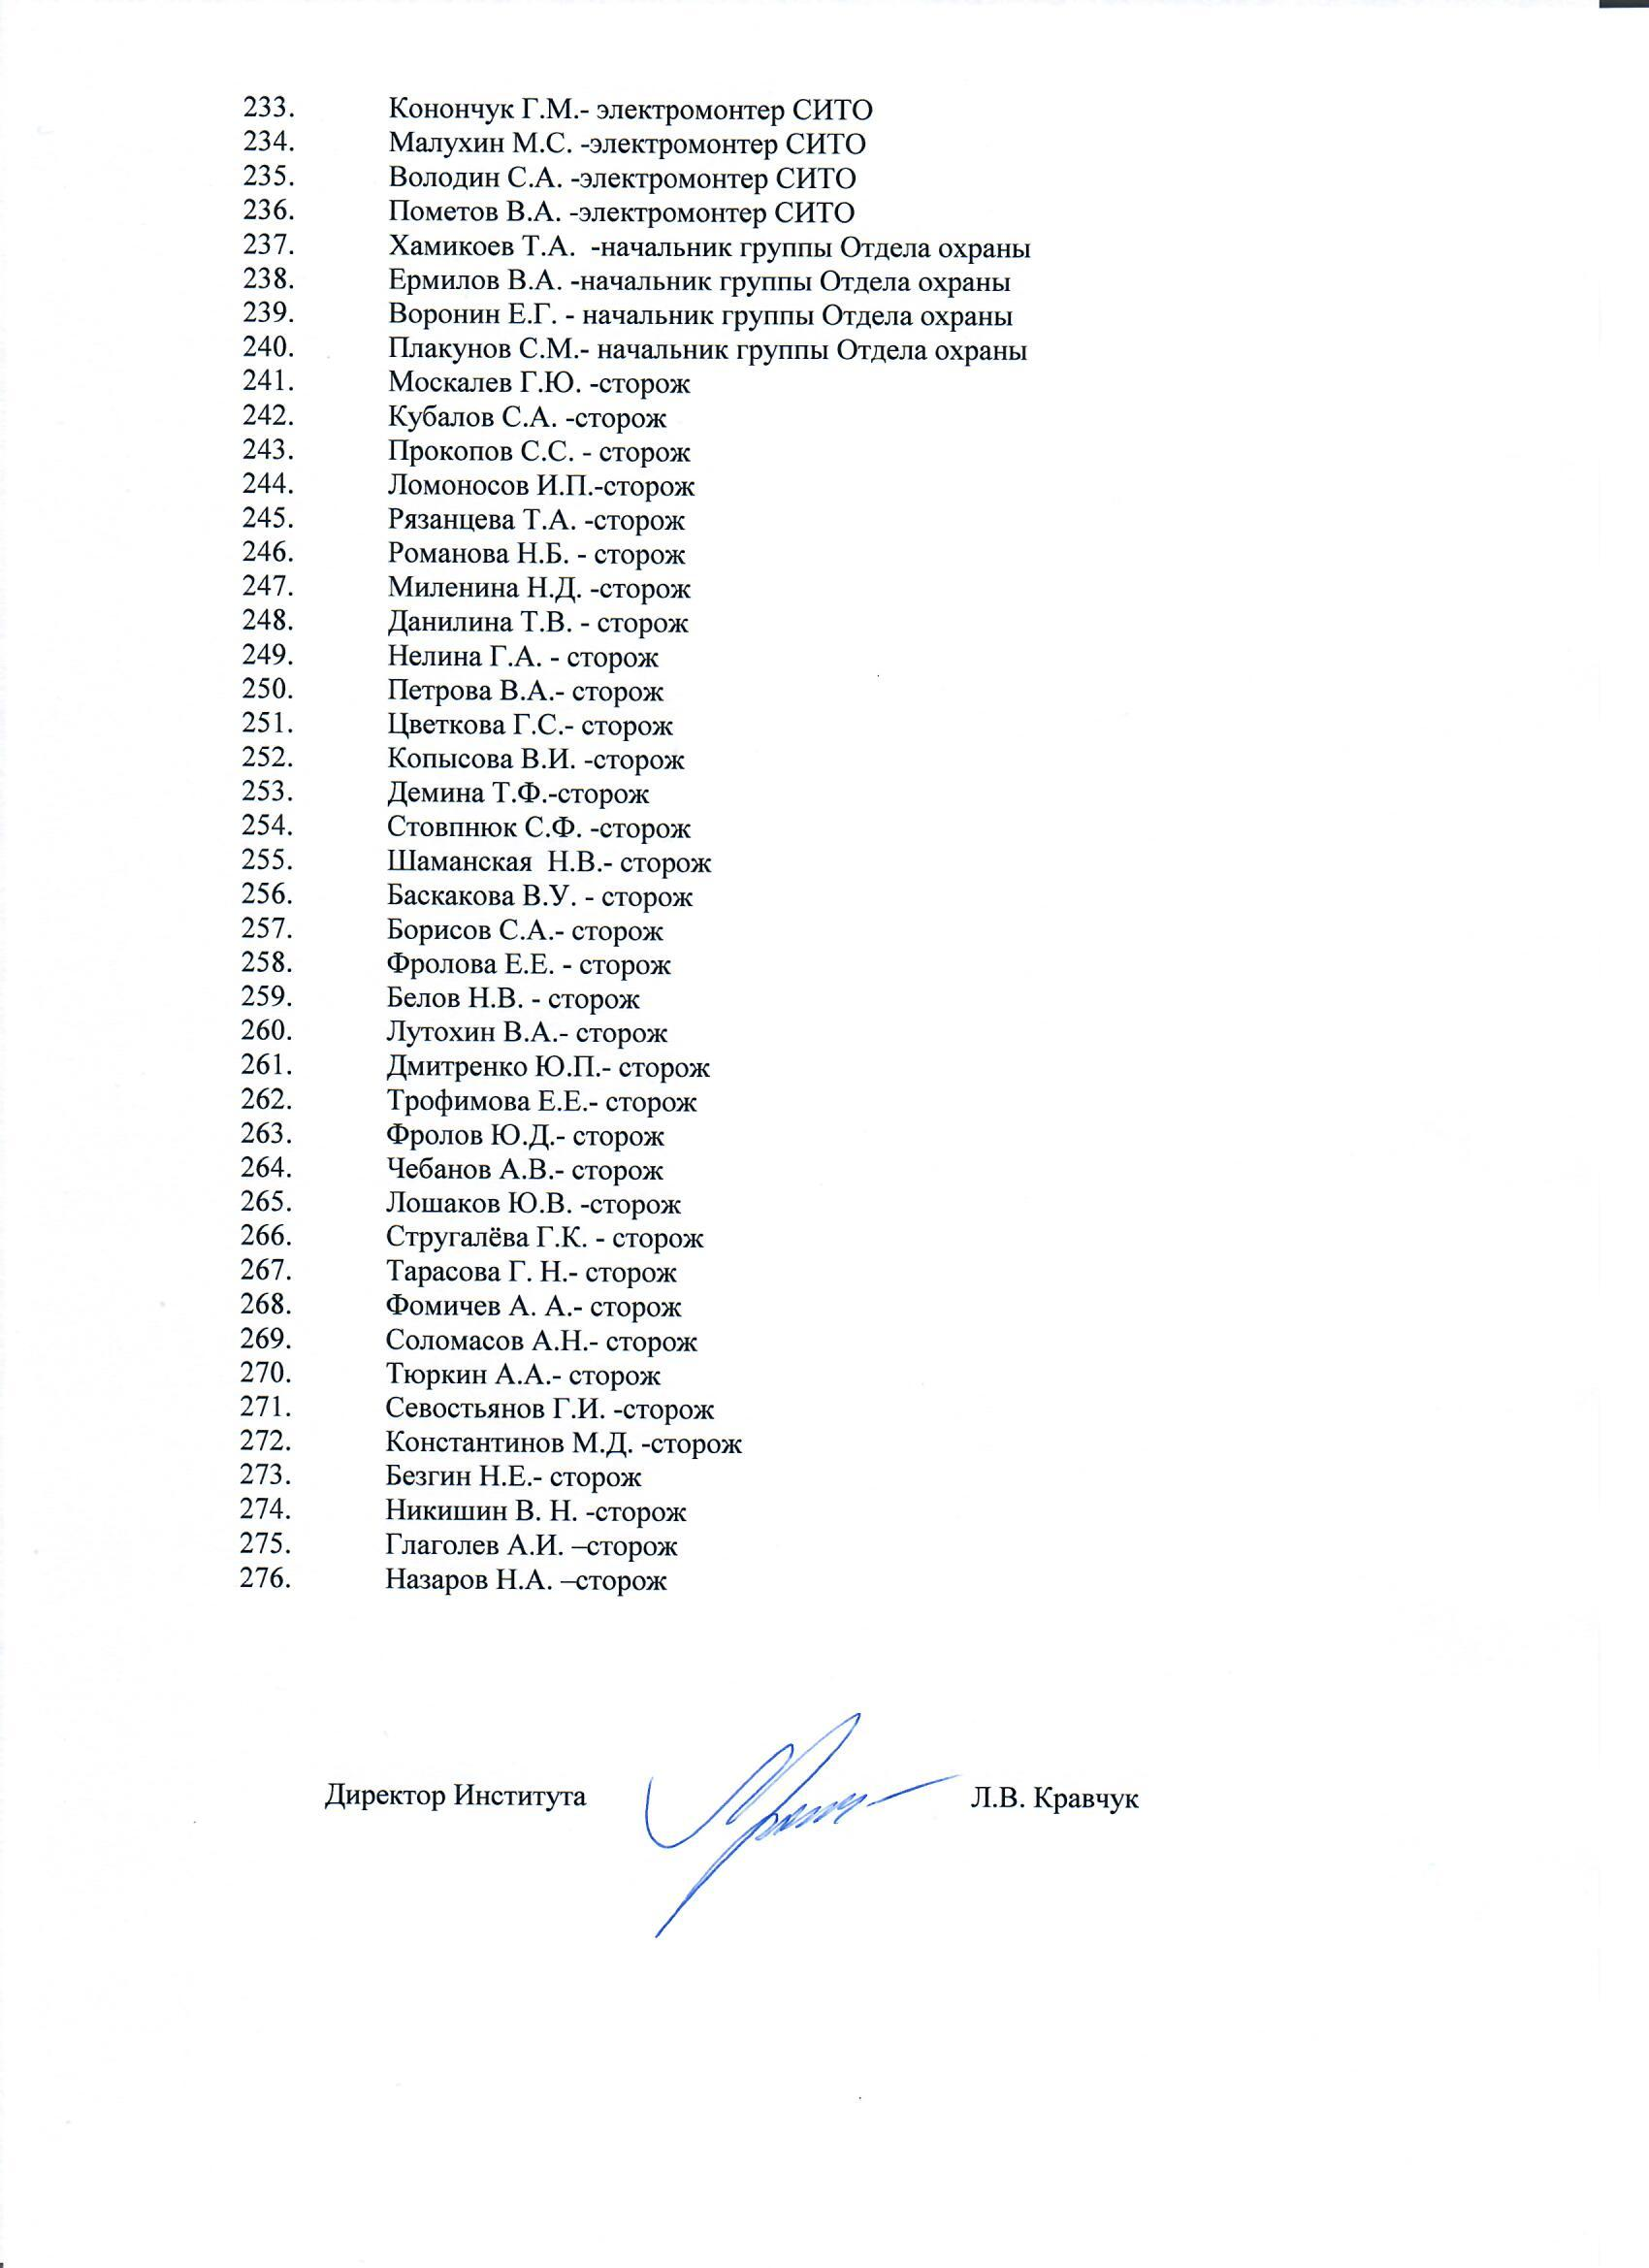 233. Конончук Г.М.- электромонтер СИТО
234. Малухин М.С. -электромонтер СИТО
235. Володин С.А. -электромонтер СИТО
236. Пометов В.А. -электромонтер СИТО
237. Хамикоев Т.А.  -начальник группы Отдела охраны
238. Ермилов В.А. -начальник группы Отдела охраны
239. Воронин Е.Г. - начальник группы Отдела охраны
240. Плакунов С.М.- начальник группы Отдела охраны
241. Москалев Г.Ю. -сторож
242. Кубалов С.А. -сторож
243. Прокопов С.С. - сторож
244. Ломоносов И.П.-сторож
245. Рязанцева Т.А. -сторож
246. Романова Н.Б. - сторож
247. Миленина Н.Д. -сторож
248. Данилина Т.В. - сторож
249. Нелина Г.А. - сторож
250. Петрова В.А.- сторож
251. Цветкова Г.С.- сторож
252. Копысова В.И. -сторож
253. Демина Т.Ф.-сторож
254. Стовпнюк С.Ф. -сторож
255. Шаманская  Н.В.- сторож
256. Баскакова В.У. - сторож
257. Борисов С.А.- сторож
258. Фролова Е.Е. - сторож
259. Белов Н.В. - сторож
260. Лутохин В.А.- сторож
261. Дмитренко Ю.П.- сторож
262. Трофимова Е.Е.- сторож
263. Фролов Ю.Д.- сторож
264. Чебанов А.В.- сторож
265. Лошаков Ю.В. -сторож
266. Стругалёва Г.К. - сторож
267. Тарасова Г. Н.- сторож
268. Фомичев А. А.- сторож
269. Соломасов А.Н.- сторож
270. Тюркин А.А.- сторож
271. Севостьянов Г.И. -сторож
272. Константинов М.Д. -сторож
273. Безгин Н.Е.- сторож
274. Никишин В. Н. -сторож
275. Глаголев А.И. –сторож
276. Назаров Н.А. –сторож
Директор Института Л.В. Кравчук